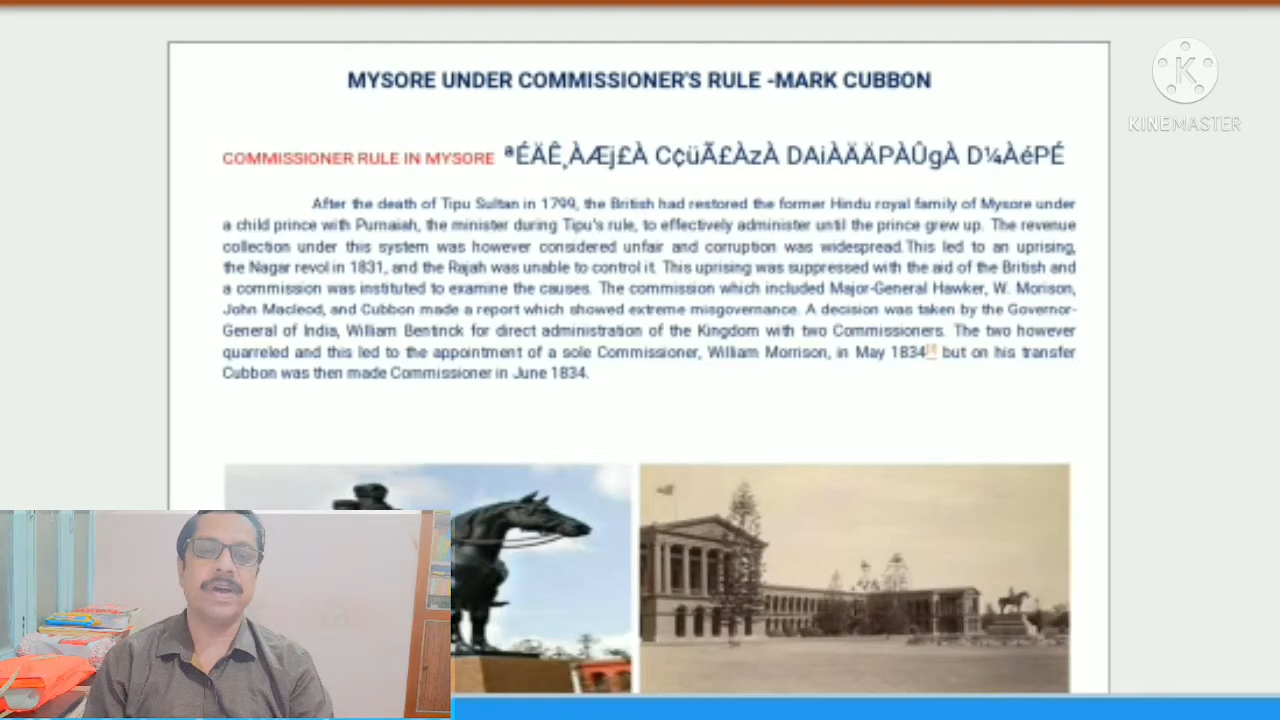 MYSORE UNDER COMMISSIONER'S RULE -MARK CUBBON
KINEMASTER
COMMISSIONER RULE IN MYSORE ªÉÄÊ¸ÀÆj£À C¢üÃ£ÀzÀ DAiÀÄÄPÀÛgÀ D¼ÀéPÉ
After the death of Tipu Sultan in 1799, the British had restored the former Hindu royal family of Mysore under
a child prince with Purnaiah, the minister during Tipu's rule, to effectively administer until the prince grew up. The revenue
collection under this system was however considered unfair and corruption was widespread.This led to an uprising,
the Nagar revol in 1831, and the Rajah was unable to control it. This uprising was suppressed with the aid of the British and
a commission was instituted to examine the causes. The commission which included Major-General Hawker, W. Morison,
John Macleod, and Cubbon made a report which showed extreme misgovernance. A decision was taken by the Governor-
General of India, William Bentinck for direct administration of the Kingdom with two Commissioners. The two however
quarreled and this led to the appointment of a sole Commissioner, William Morrison, in May 1834 but on his transfer
Cubbon was then made Commissioner in June 1834.